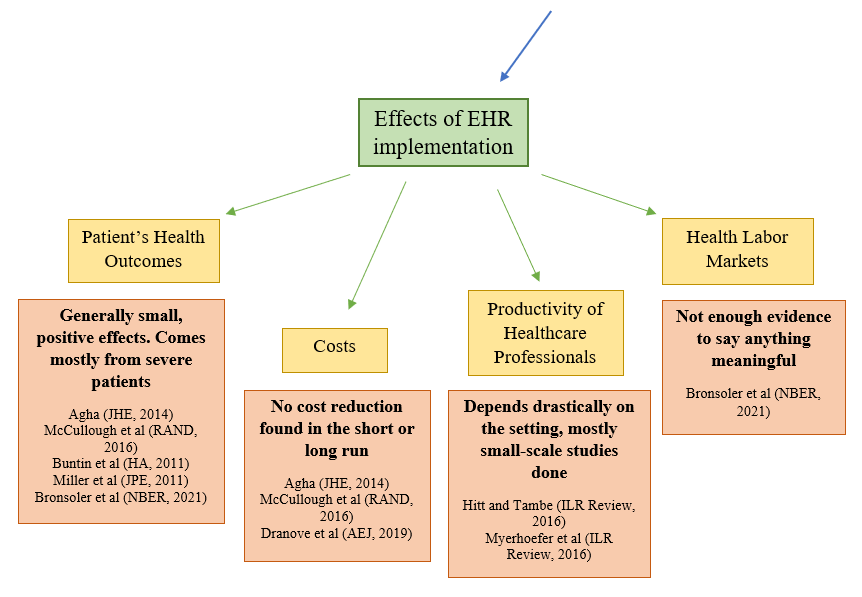 Effects of EHR
implementation
Patient’s Health
Outcomes
Generally small,
positive effects. Comes
mostly from severe
patients
Agha (JHE, 2014)
McCullough et al (RAND,
2016)
Buntin et al (HA, 2011)
Miller et al (JPE, 2011)
Bronsoler et al (NBER, 2021)
Costs
No cost reduction
found in the short or
long run
Agha (JHE, 2014)
McCullough et al (RAND,
2016)
Dranove et al (AEJ, 2019)
Productivity of
Healthcare
Professionals
Depends drastically on
the setting, mostly
small-scale studies
done
Hitt and Tambe (ILR Review,
2016)
Myerhoefer et al (ILR
Review, 2016)
Health Labor
Markets
Not enough evidence
to say anything
meaningful
Bronsoler et al (NBER,
2021)